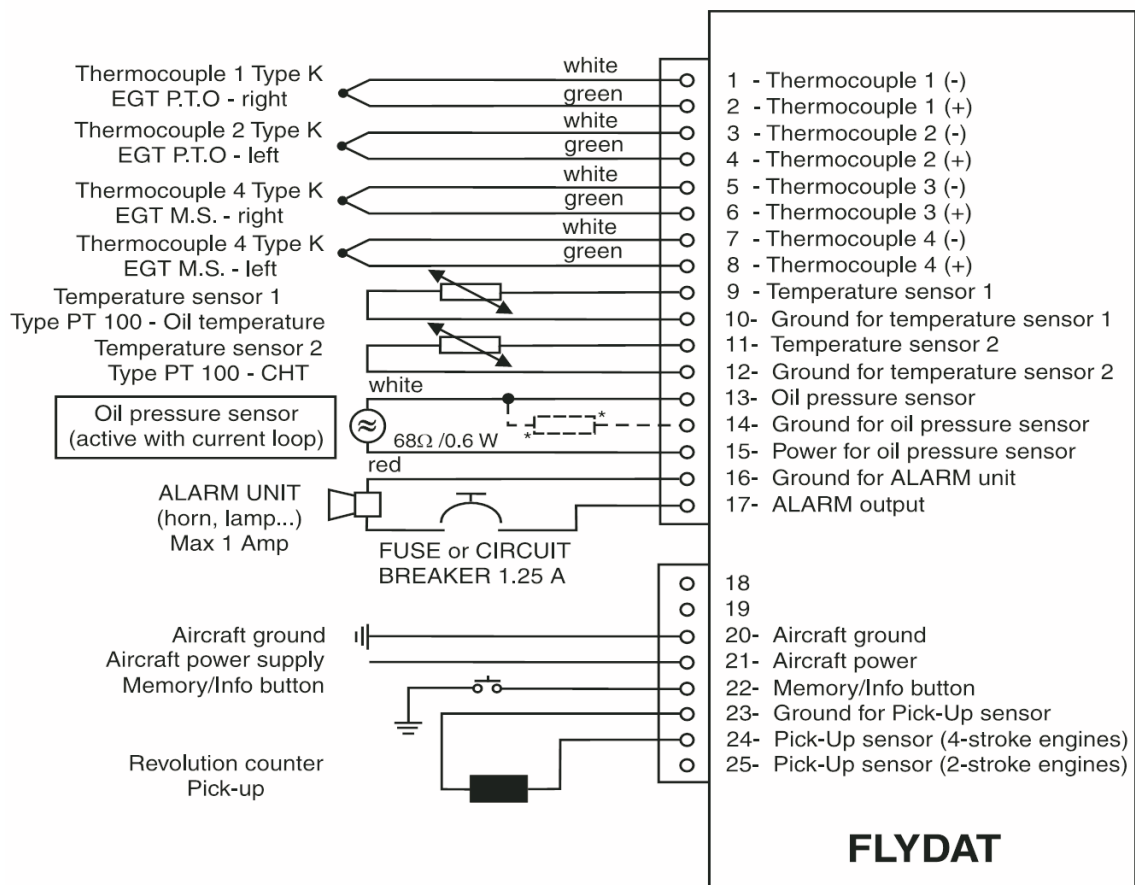 Thermocouple 1 Type K
EGT P.T.O - right
white
green
1 - Thermocouple 1 (-)
2 - Thermocouple 1 (+)
Thermocouple 2 Type K
EGT P.T.O - left
white
green
3 - Thermocouple 2 (-)
4 - Thermocouple 2 (+)
Thermocouple 4 Type K
EGT M.S. - right
white
green
5 - Thermocouple 3 (-)
6 - Thermocouple 3 (+)
Thermocouple 4 Type K
EGT M.S. - left
white
green
7 - Thermocouple 4 (-)
8 - Thermocouple 4 (+)
Temperature sensor 1
Type PT 100 - Oil temperature
9 - Temperature sensor 1
10- Ground for temperature sensor 1
Temperature sensor 2
Type PT 100 - CHT
11- Temperature sensor 2
12- Ground for temperature sensor 2
Oil pressure sensor
(active with current loop)
white
≈
* *
68Ω /0.6 W
red
13- Oil pressure sensor
14- Ground for oil pressure sensor
15- Power for oil pressure sensor
ALARM UNIT
(horn, lamp...)
Max 1 Amp
FUSE or CIRCUIT
BREAKER 1.25 A
16- Ground for ALARM unit
17- ALARM output
18
19
Aircraft ground
20- Aircraft ground
Aircraft power supply
21- Aircraft power
Memory/Info button
22- Memory/Info button
23- Ground for Pick-Up sensor
24- Pick-Up sensor (4-stroke engines)
25- Pick-Up sensor (2-stroke engines)
Revolution counter
Pick-up
FLYDAT